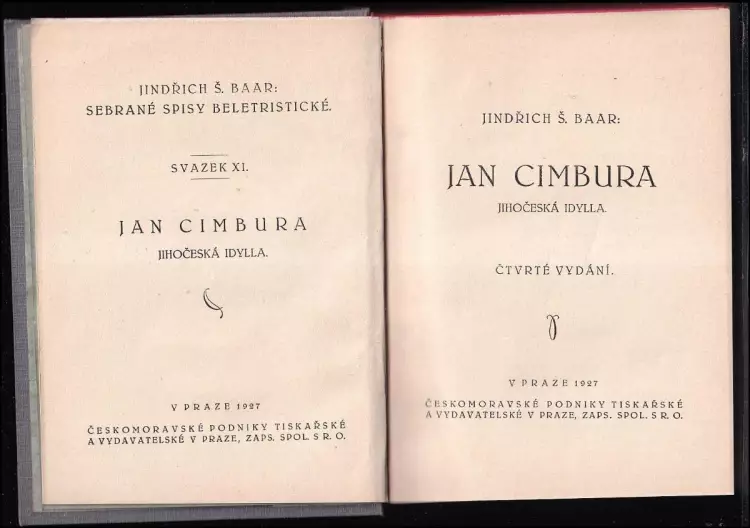 JINDŘICH Š. BAAR:
SEBRANÉ SPISY BELETRISTICKÉ.
SVAZEK XI.
JAN CIMBURA
JIHOČESKÁ IDYLLA.
V PRAZE 1927
ČESKOMORAVSKÉ PODNIKY TISKAŘSKÉ
A VYDAVATELSKÉ V PRAZE, ZAPS. SPOL. S R. O.
JINDŘICH Š. BAAR:
JAN CIMBURA
JIHOČESKÁ IDYLLA.
ČTVRTÉ VYDÁNÍ.
V PRAZE 1927
ČESKOMORAVSKÉ PODNIKY TISKAŘSKÉ
A VYDAVATELSKÉ V PRAZE, ZAPS. SPOL. S R. O.